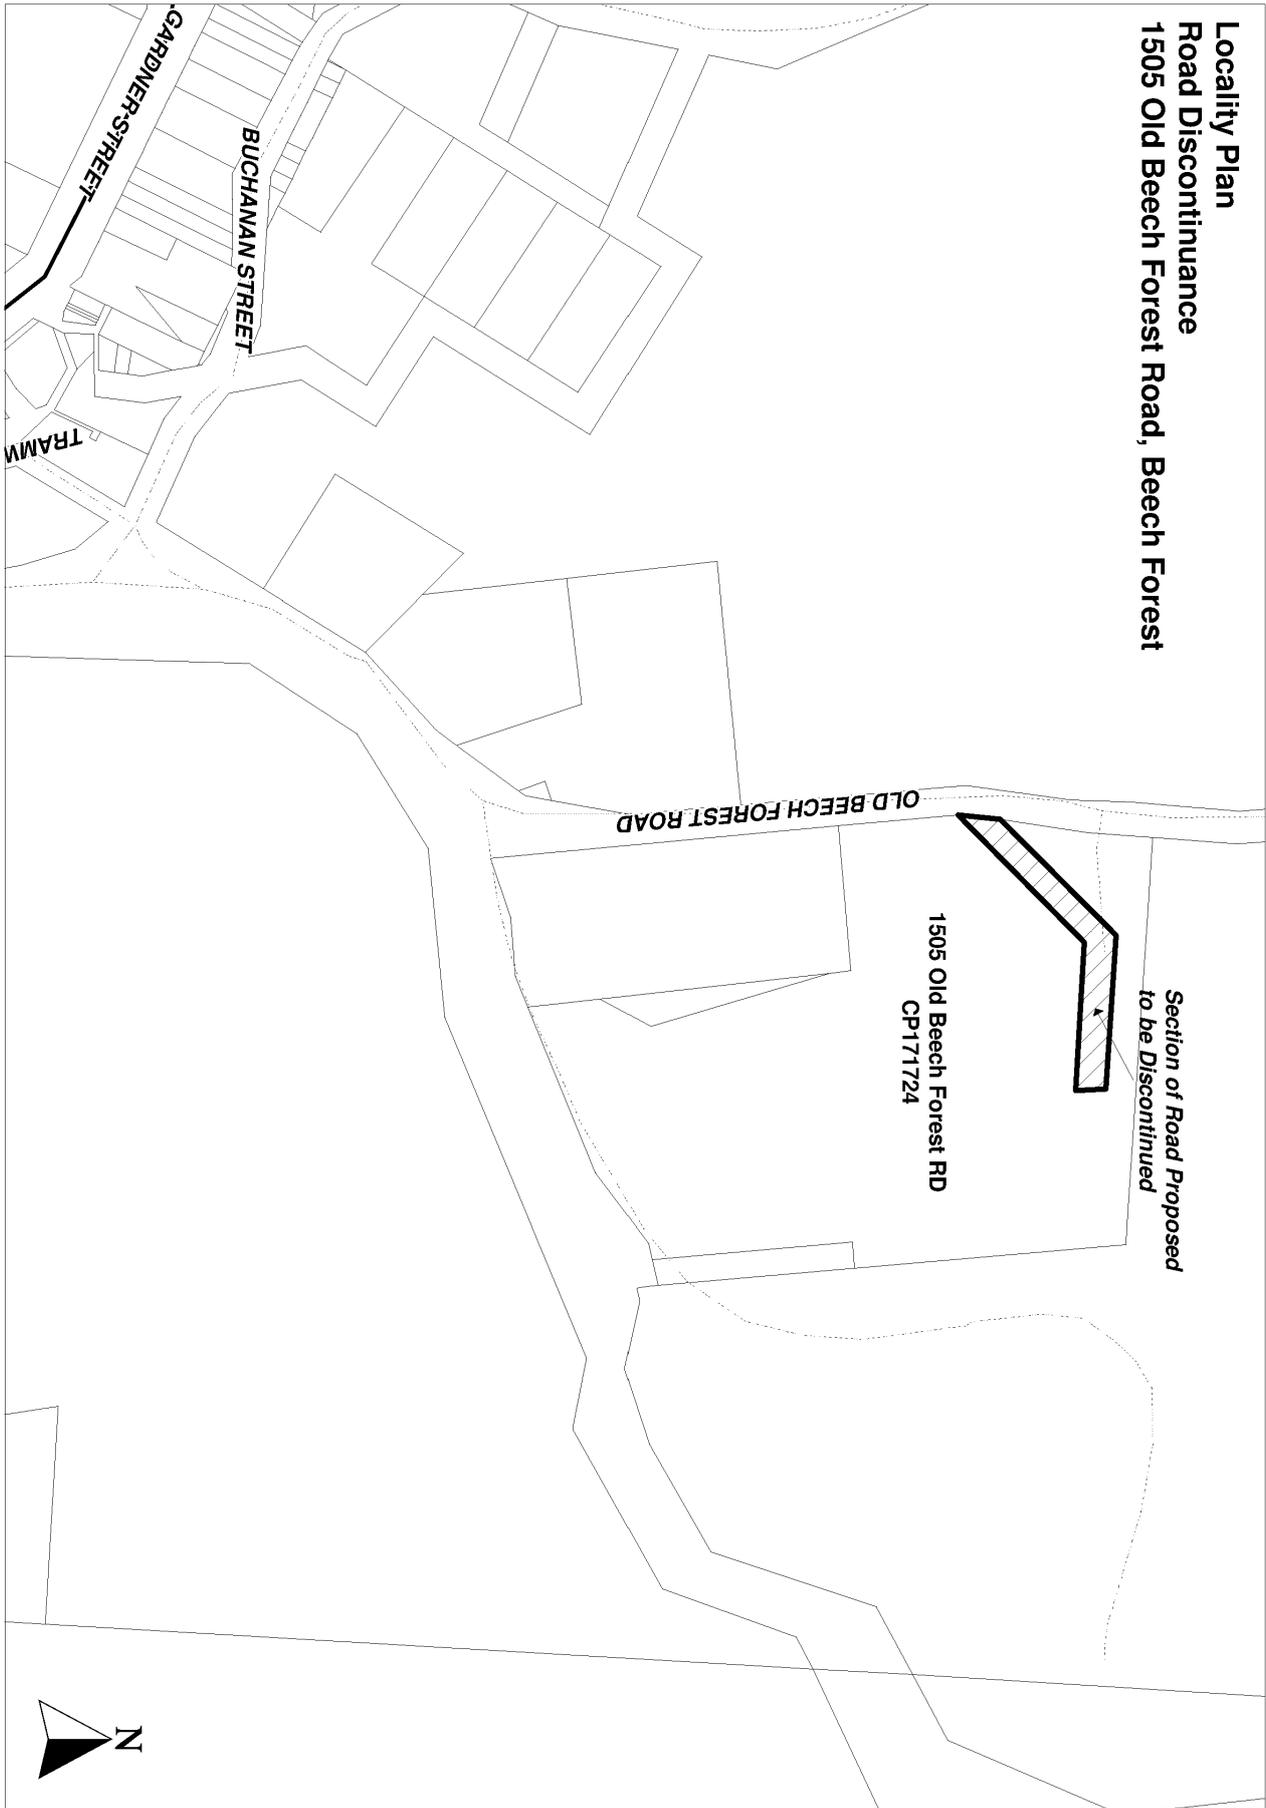 Locality Plan
Road Discontinuance
1505 Old Beech Forest Road, Beech Forest
GARDNER STREET
BUCHANAN STREET
TRAMW
OLD BEECH FOREST ROAD
Section of Road Proposed
to be Discontinued
1505 Old Beech Forest RD
CP171724
N